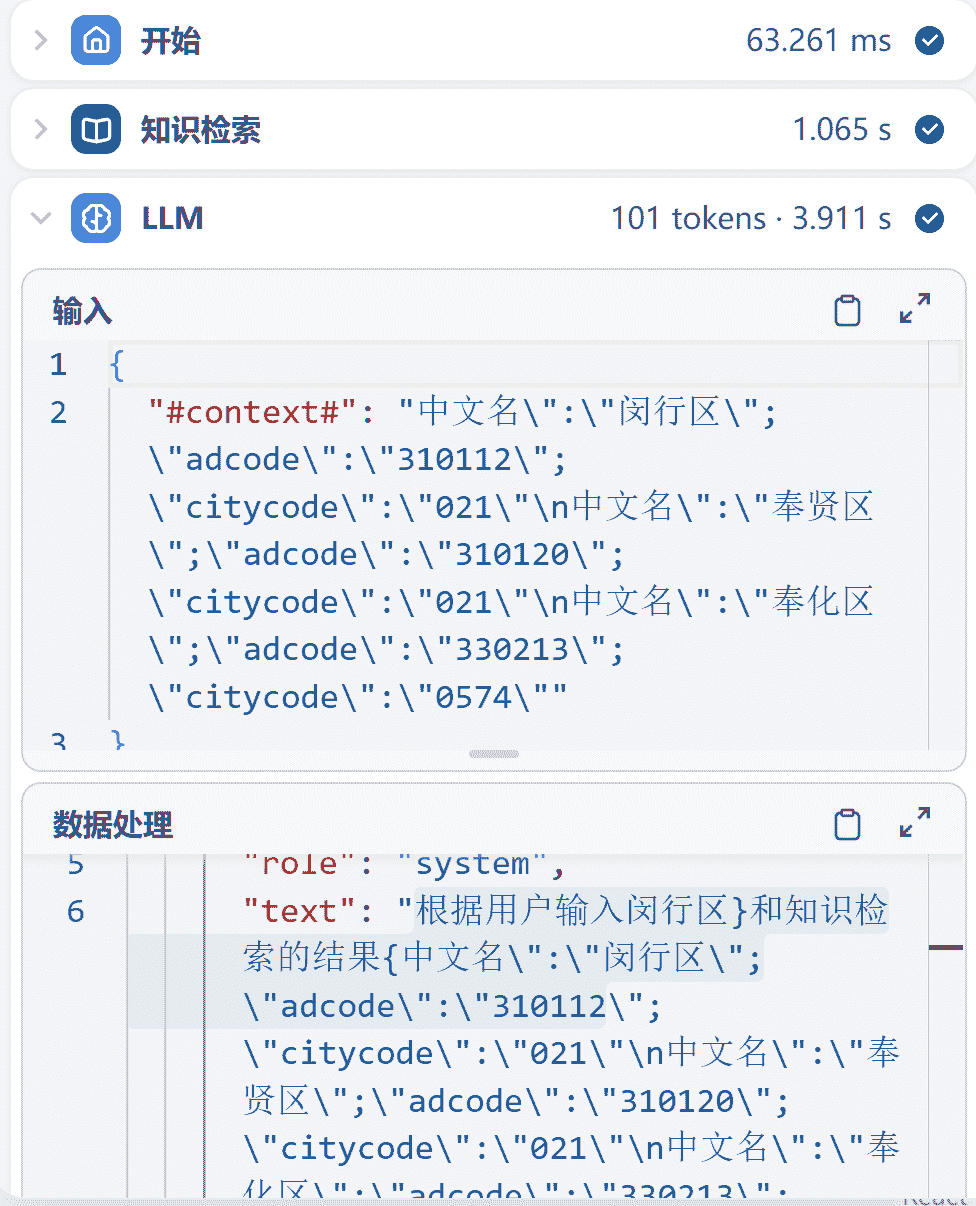 开始 63.261 ms
知识检索 1.065 s
LLM 101 tokens · 3.911 s
输入
1 {
2 "#context#": "中文名\":\"闵行区\";
\"adcode\":\"310112\";
\"citycode\":\"021\"\n中文名\":\"奉贤区
\";\"adcode\":\"310120\";
\"citycode\":\"021\"\n中文名\":\"奉化区
\";\"adcode\":\"330213\";
\"citycode\":\"0574\""
3 }
数据处理
5 "role": "system",
6 "text": "根据用户输入闵行区}和知识检
索的结果{中文名\":\"闵行区\";
\"adcode\":\"310112\";
\"citycode\":\"021\"\n中文名\":\"奉
贤区\";\"adcode\":\"310120\";
\"citycode\":\"021\"\n中文名\":\"奉
化区\";\"adcode\":\"330213\";
React